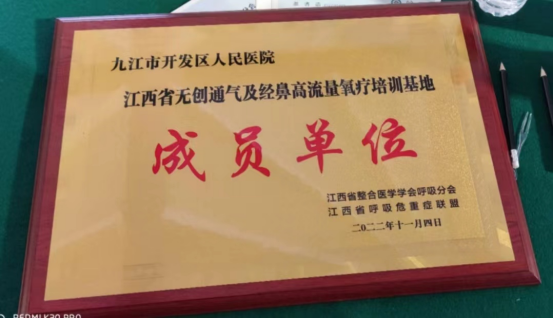 九江市开发区人民医院
江西省无创通气及经鼻高流量氧疗培训基地
成员单位
江西省整合医学学会呼吸分会
江西省呼吸危重症联盟
二〇二二年十一月四日
REDMI K30 PRO